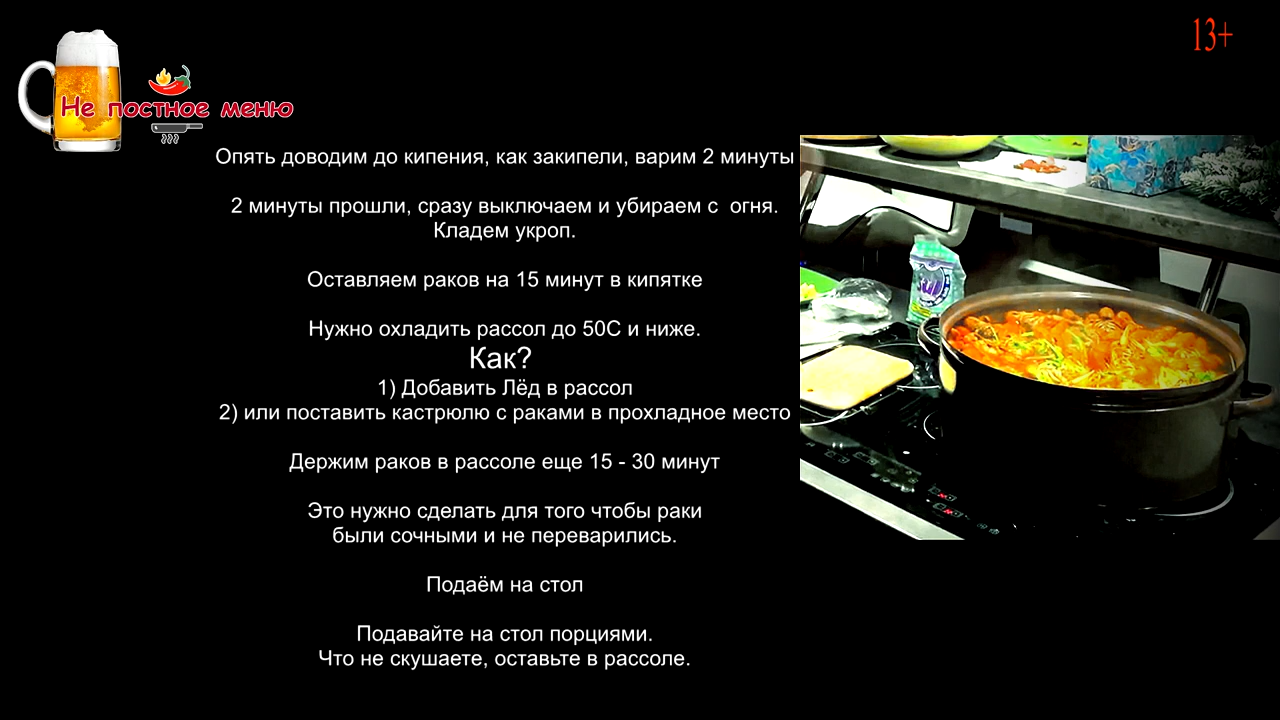 13+
Не постное меню
Опять доводим до кипения, как закипели, варим 2 минуты
2 минуты прошли, сразу выключаем и убираем с  огня.
Кладем укроп.
Оставляем раков на 15 минут в кипятке
Нужно охладить рассол до 50С и ниже.
Как?
1) Добавить Лёд в рассол
2) или поставить кастрюлю с раками в прохладное место
Держим раков в рассоле еще 15 - 30 минут
Это нужно сделать для того чтобы раки
были сочными и не переварились.
Подаём на стол
Подавайте на стол порциями.
Что не скушаете, оставьте в рассоле.